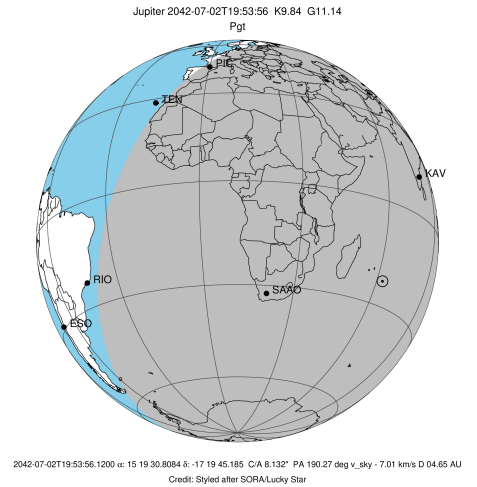 Jupiter 2042-07-02T19:53:56 K9.84 G11.14
Pgt
PIC
TEN
KAV
RIO
SAAO
ESO
2042-07-02T19:53:56.1200 α: 15 19 30.8084 δ: -17 19 45.185 C/A 8.132" PA 190.27 deg v_sky - 7.01 km/s D 04.65 AU
Credit: Styled after SORA/Lucky Star